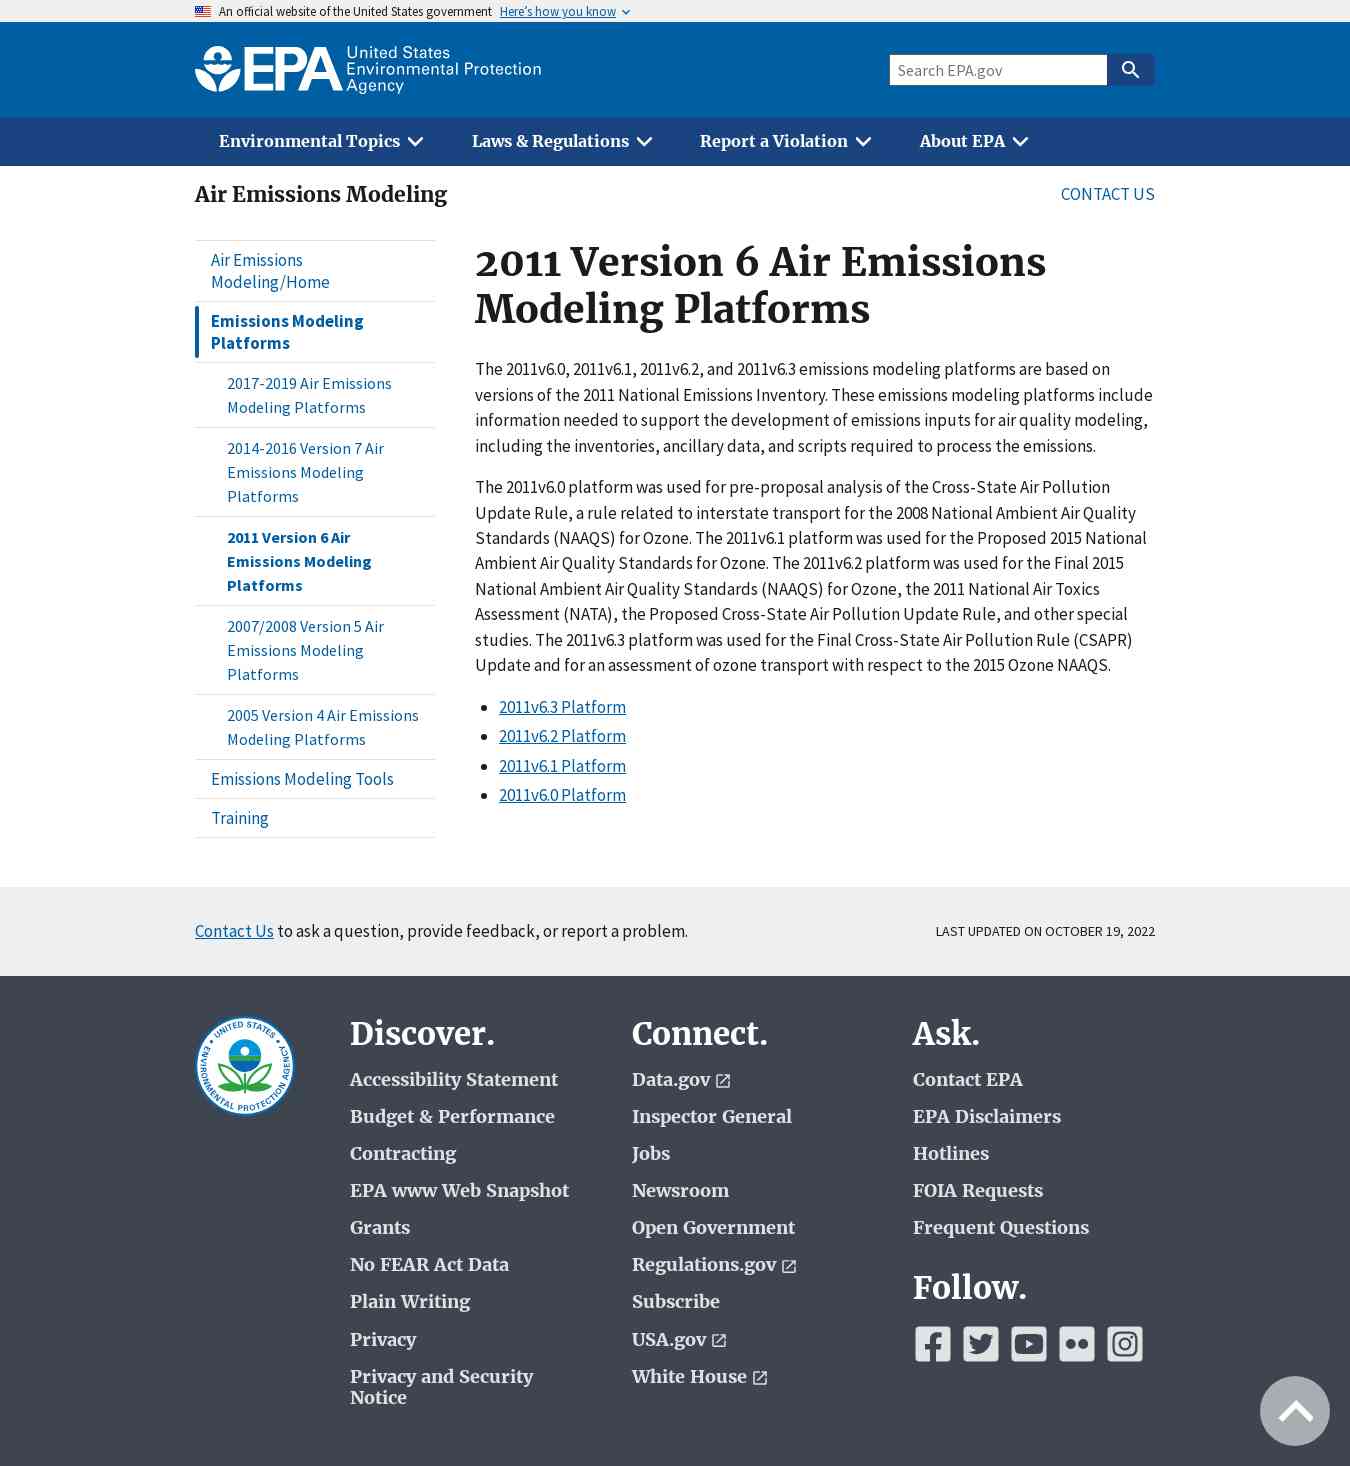 An official website of the United States government Here's how you know
EPA United States
Environmental Protection
Agency
Search EPA.gov
Environmental Topics Laws & Regulations Report a Violation About EPA
Air Emissions Modeling CONTACT US
Air Emissions
Modeling/Home
Emissions Modeling
Platforms
2017-2019 Air Emissions
Modeling Platforms
2014-2016 Version 7 Air
Emissions Modeling
Platforms
2011 Version 6 Air
Emissions Modeling
Platforms
2007/2008 Version 5 Air
Emissions Modeling
Platforms
2005 Version 4 Air Emissions
Modeling Platforms
Emissions Modeling Tools
Training
2011 Version 6 Air Emissions
Modeling Platforms
The 2011v6.0, 2011v6.1, 2011v6.2, and 2011v6.3 emissions modeling platforms are based on
versions of the 2011 National Emissions Inventory. These emissions modeling platforms include
information needed to support the development of emissions inputs for air quality modeling,
including the inventories, ancillary data, and scripts required to process the emissions.
The 2011v6.0 platform was used for pre-proposal analysis of the Cross-State Air Pollution
Update Rule, a rule related to interstate transport for the 2008 National Ambient Air Quality
Standards (NAAQS) for Ozone. The 2011v6.1 platform was used for the Proposed 2015 National
Ambient Air Quality Standards for Ozone. The 2011v6.2 platform was used for the Final 2015
National Ambient Air Quality Standards (NAAQS) for Ozone, the 2011 National Air Toxics
Assessment (NATA), the Proposed Cross-State Air Pollution Update Rule, and other special
studies. The 2011v6.3 platform was used for the Final Cross-State Air Pollution Rule (CSAPR)
Update and for an assessment of ozone transport with respect to the 2015 Ozone NAAQS.
2011v6.3 Platform
2011v6.2 Platform
2011v6.1 Platform
2011v6.0 Platform
Contact Us to ask a question, provide feedback, or report a problem. LAST UPDATED ON OCTOBER 19, 2022
UNITED STATES
ENVIRONMENTAL PROTECTION AGENCY
Discover.
Accessibility Statement
Budget & Performance
Contracting
EPA www Web Snapshot
Grants
No FEAR Act Data
Plain Writing
Privacy
Privacy and Security
Notice
Connect.
Data.gov
Inspector General
Jobs
Newsroom
Open Government
Regulations.gov
Subscribe
USA.gov
White House
Ask.
Contact EPA
EPA Disclaimers
Hotlines
FOIA Requests
Frequent Questions
Follow.